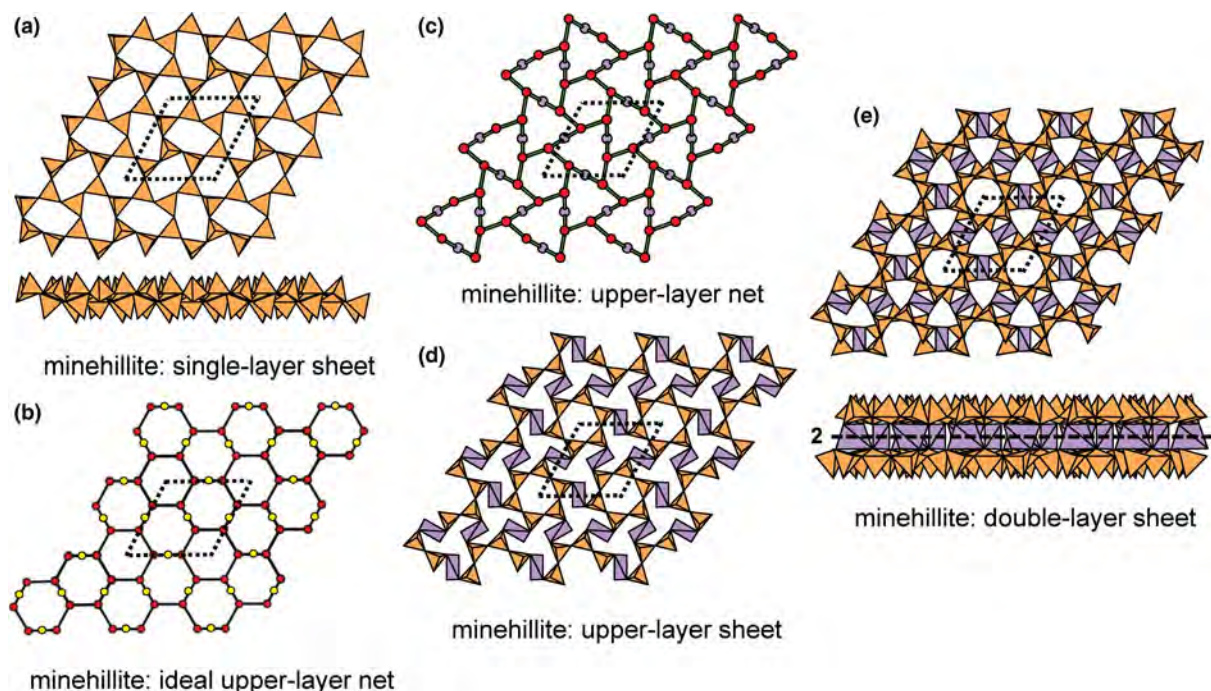 (a)
minehillite: single-layer sheet
(b)
minehillite: ideal upper-layer net
(c)
minehillite: upper-layer net
(d)
minehillite: upper-layer sheet
(e)
2
minehillite: double-layer sheet